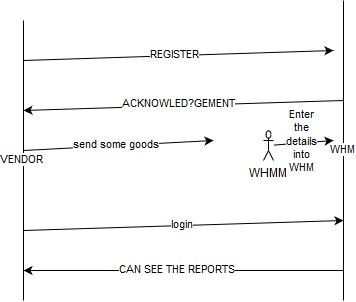 REGISTER
ACKNOWLED?GEMENT
send some goods
Enter
the
details
into
WHM
VENDOR
WHMM
WHM
login
CAN SEE THE REPORTS